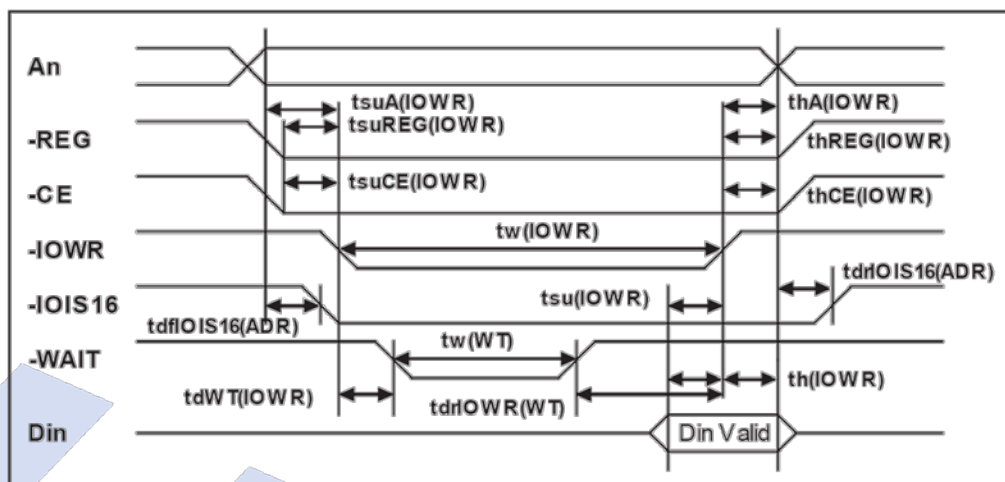 An
tsuA(IOWR)
thA(IOWR)
tsuREG(IOWR)
-REG
thREG(IOWR)
tsuCE(IOWR)
-CE
thCE(IOWR)
tw(IOWR)
-IOWR
tdrIOIS16(ADR)
tsu(IOWR)
-IOIS16
tdfIOIS16(ADR)
tw(WT)
-WAIT
th(IOWR)
tdWT(IOWR)
tdrIOWR(WT)
Din
Din Valid